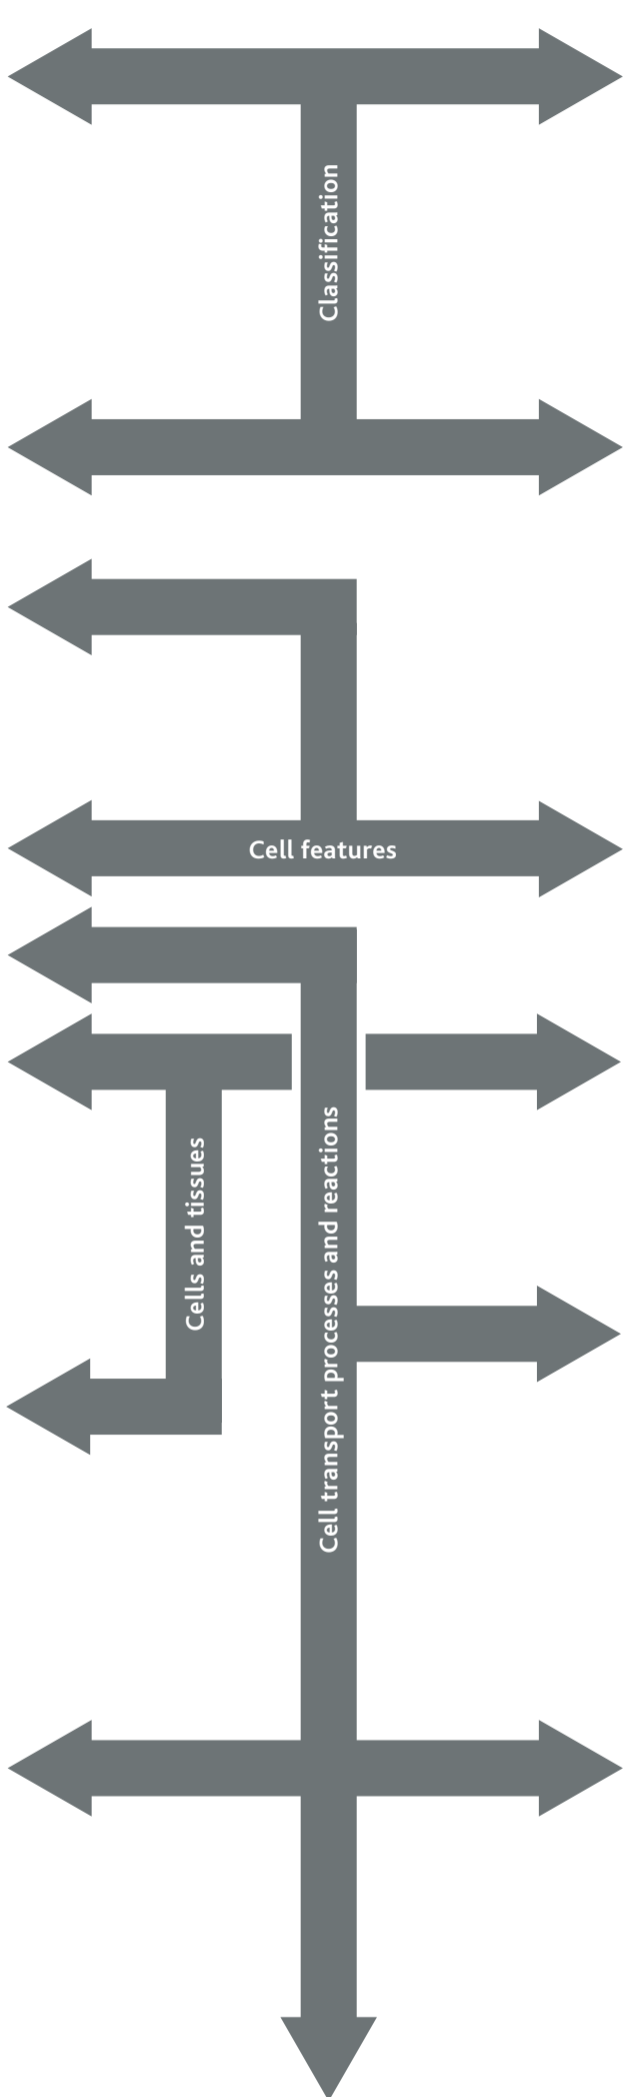 Classification
Cell features
Cells and tissues
Cell transport processes and reactions